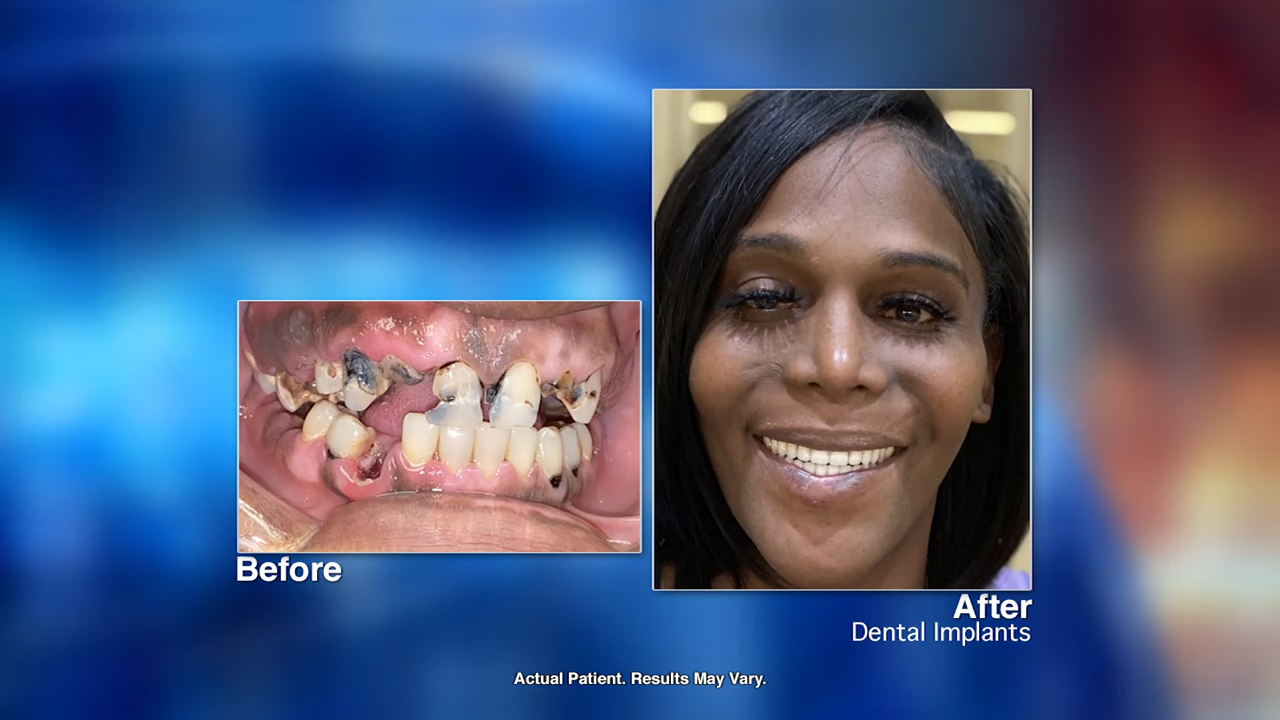 Before
After
Dental Implants
Actual Patient. Results May Vary.